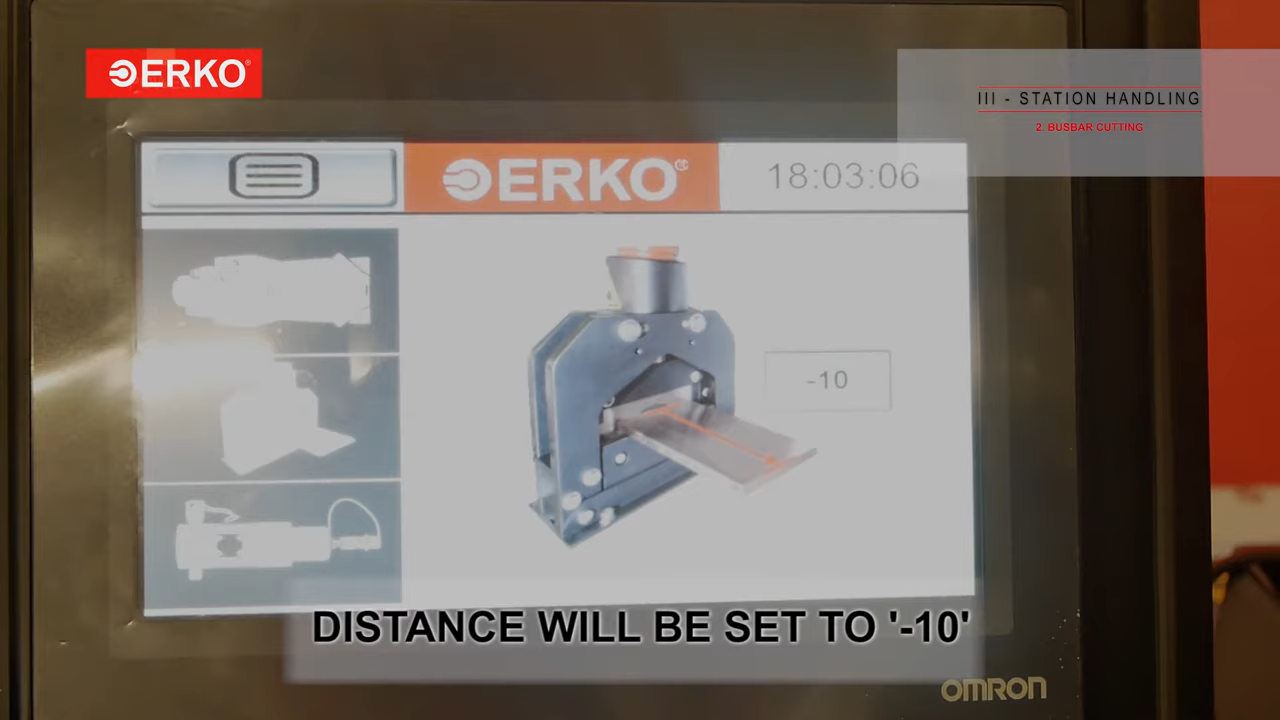 ERKO
III - STATION HANDLING
2. BUSBAR CUTTING
ERKO
18:03:06
-10
DISTANCE WILL BE SET TO '-10'
OMRON